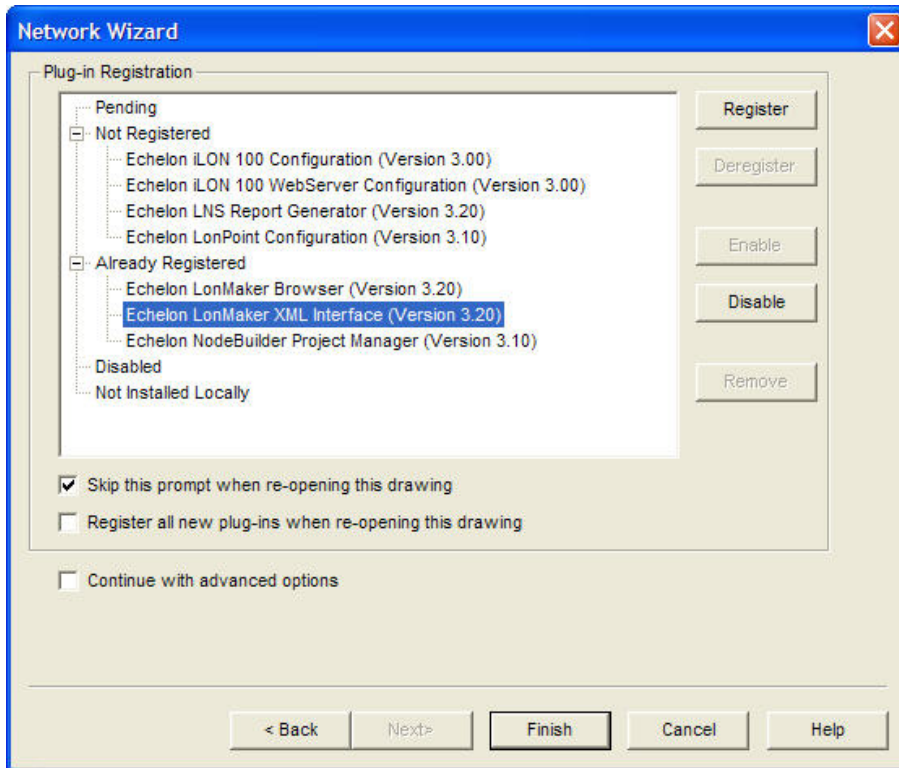 Network Wizard
Plug-in Registration
Pending
Not Registered
Echelon iLON 100 Configuration (Version 3.00)
Echelon iLON 100 WebServer Configuration (Version 3.00)
Echelon LNS Report Generator (Version 3.20)
Echelon LonPoint Configuration (Version 3.10)
Already Registered
Echelon LonMaker Browser (Version 3.20)
Echelon LonMaker XML Interface (Version 3.20)
Echelon NodeBuilder Project Manager (Version 3.10)
Disabled
Not Installed Locally
Register
Deregister
Enable
Disable
Remove
Skip this prompt when re-opening this drawing
Register all new plug-ins when re-opening this drawing
Continue with advanced options
< Back Next> Finish Cancel Help